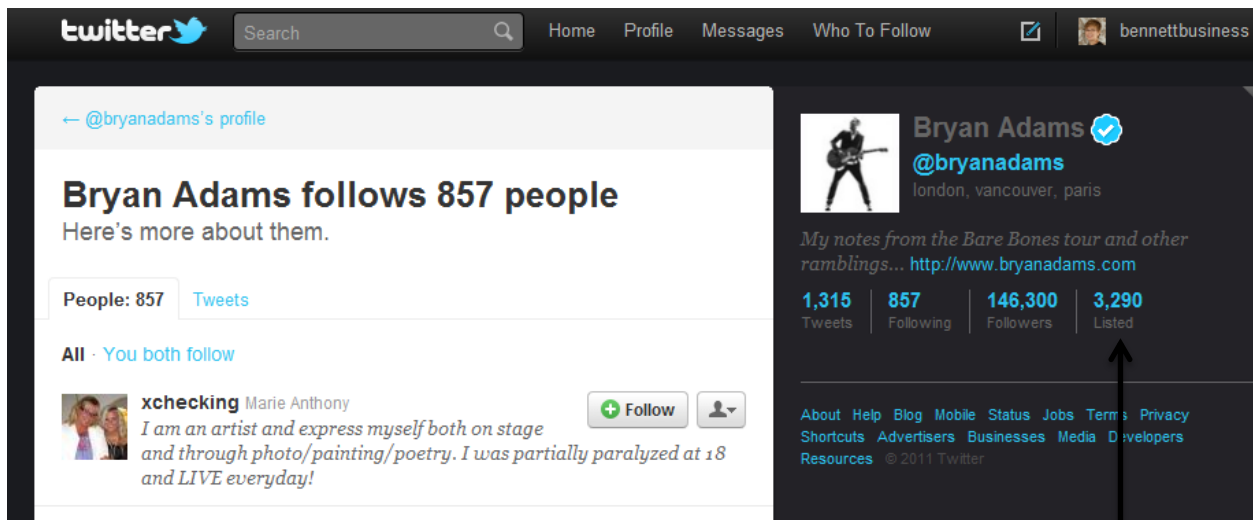 twitter
Search
Home Profile Messages Who To Follow
bennettbusiness
← @bryanadams's profile
Bryan Adams follows 857 people
Here's more about them.
People: 857 Tweets
All · You both follow
xchecking Marie Anthony
I am an artist and express myself both on stage
and through photo/painting/poetry. I was partially paralyzed at 18
and LIVE everyday!
Follow
Bryan Adams
@bryanadams
london, vancouver, paris
My notes from the Bare Bones tour and other
ramblings... http://www.bryanadams.com
1,315 857 146,300 3,290
Tweets Following Followers Listed
About Help Blog Mobile Status Jobs Terms Privacy
Shortcuts Advertisers Businesses Media Developers
Resources © 2011 Twitter